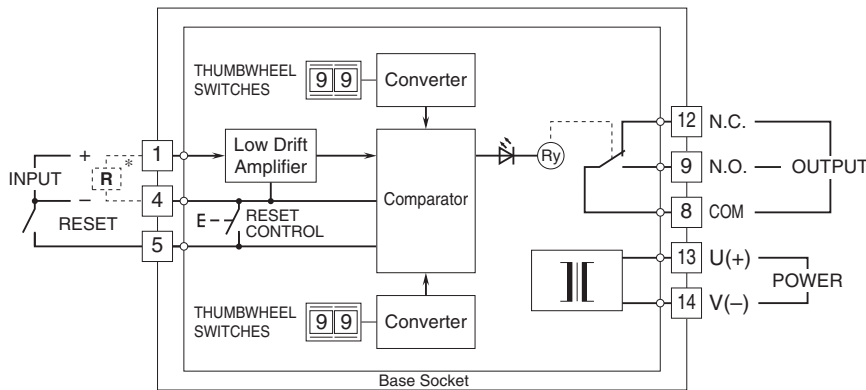 THUMBWHEEL
SWITCHES
9 9
Converter
12 N.C.
1
+
*
R
INPUT
Low Drift
Amplifier
Comparator
Ry
9 N.O.
OUTPUT
−
4
8 COM
RESET
E
RESET
CONTROL
5
13 U(+)
POWER
14 V(–)
THUMBWHEEL
SWITCHES
9 9
Converter
Base Socket